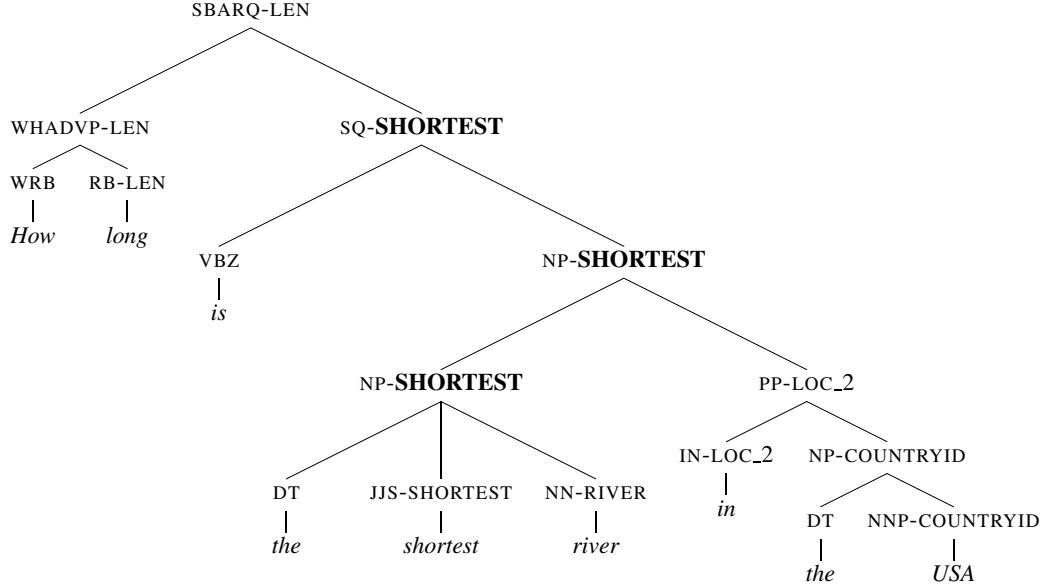 SBARQ-LEN
WHADVP-LEN SQ-SHORTEST
WRB RB-LEN
How long
VBZ NP-SHORTEST
is
NP-SHORTEST PP-LOC_2
IN-LOC_2 NP-COUNTRYID
DT JJS-SHORTEST NN-RIVER
in
DT NNP-COUNTRYID
the shortest river
the USA